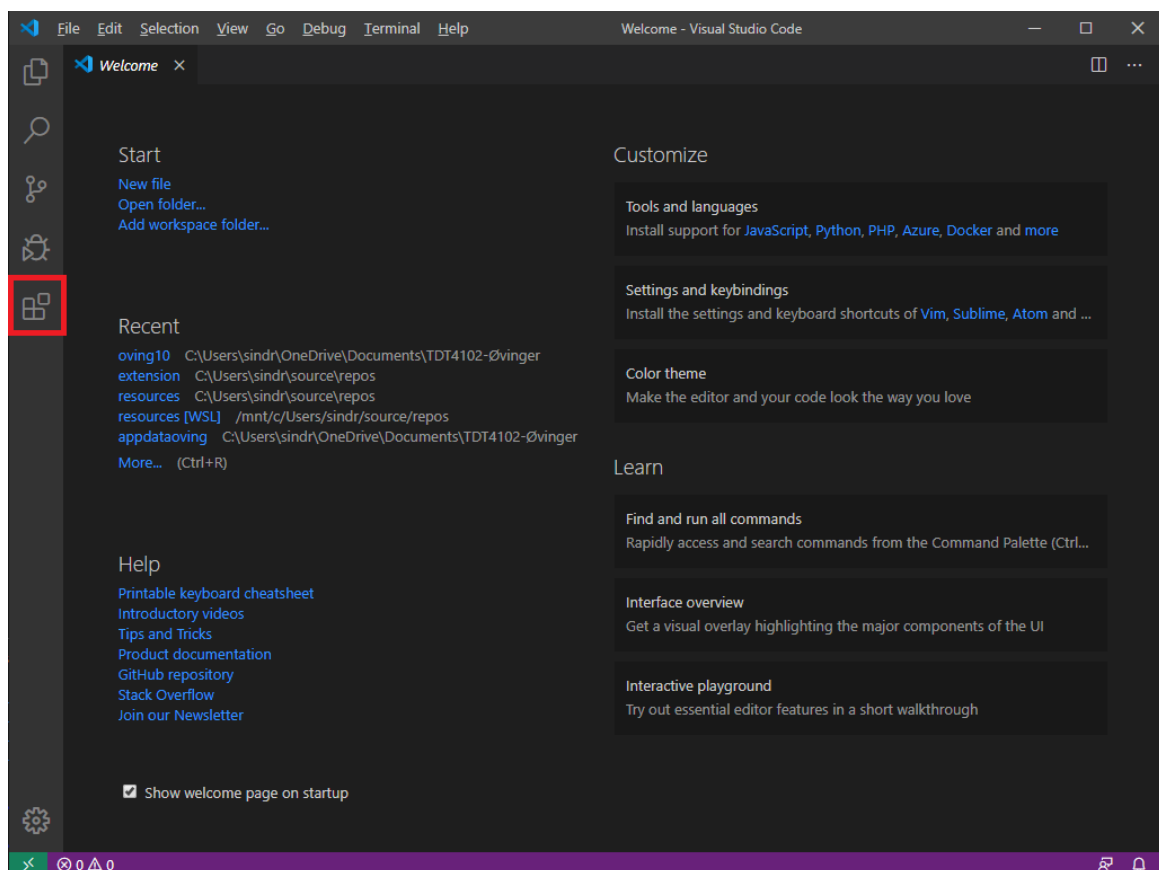 File Edit Selection View Go Debug Terminal Help Welcome - Visual Studio Code
Welcome
Start
New file
Open folder...
Add workspace folder...
Recent
oving10 C:\Users\sindr\OneDrive\Documents\TDT4102-Øvinger
extension C:\Users\sindr\source\repos
resources C:\Users\sindr\source\repos
resources [WSL] /mnt/c/Users/sindr/source/repos
appdataoving C:\Users\sindr\OneDrive\Documents\TDT4102-Øvinger
More... (Ctrl+R)
Help
Printable keyboard cheatsheet
Introductory videos
Tips and Tricks
Product documentation
GitHub repository
Stack Overflow
Join our Newsletter
Show welcome page on startup
Customize
Tools and languages
Install support for JavaScript, Python, PHP, Azure, Docker and more
Settings and keybindings
Install the settings and keyboard shortcuts of Vim, Sublime, Atom and ...
Color theme
Make the editor and your code look the way you love
Learn
Find and run all commands
Rapidly access and search commands from the Command Palette (Ctrl...
Interface overview
Get a visual overlay highlighting the major components of the UI
Interactive playground
Try out essential editor features in a short walkthrough
0 0